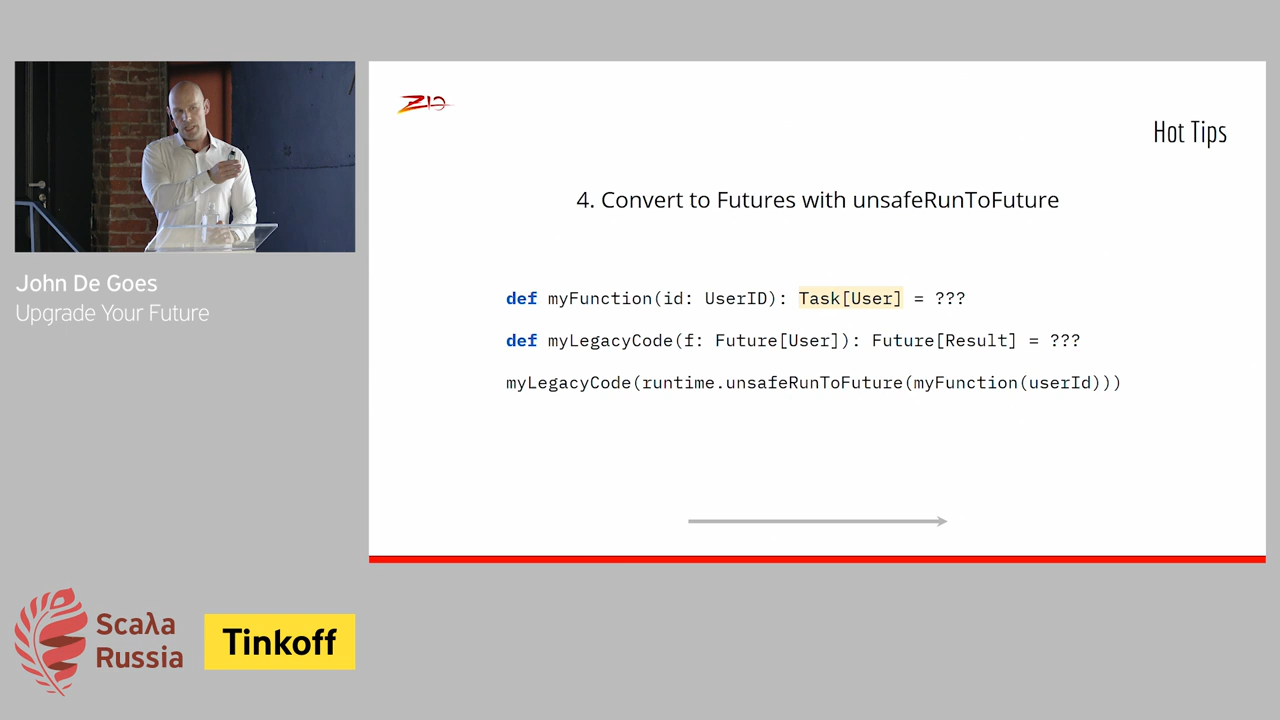 ZIO
Hot Tips
4. Convert to Futures with unsafeRunToFuture
def myFunction(id: UserID): Task[User] = ???
def myLegacyCode(f: Future[User]): Future[Result] = ???
myLegacyCode(runtime.unsafeRunToFuture(myFunction(userId)))
John De Goes
Upgrade Your Future
Scaλa
Russia
Tinkoff